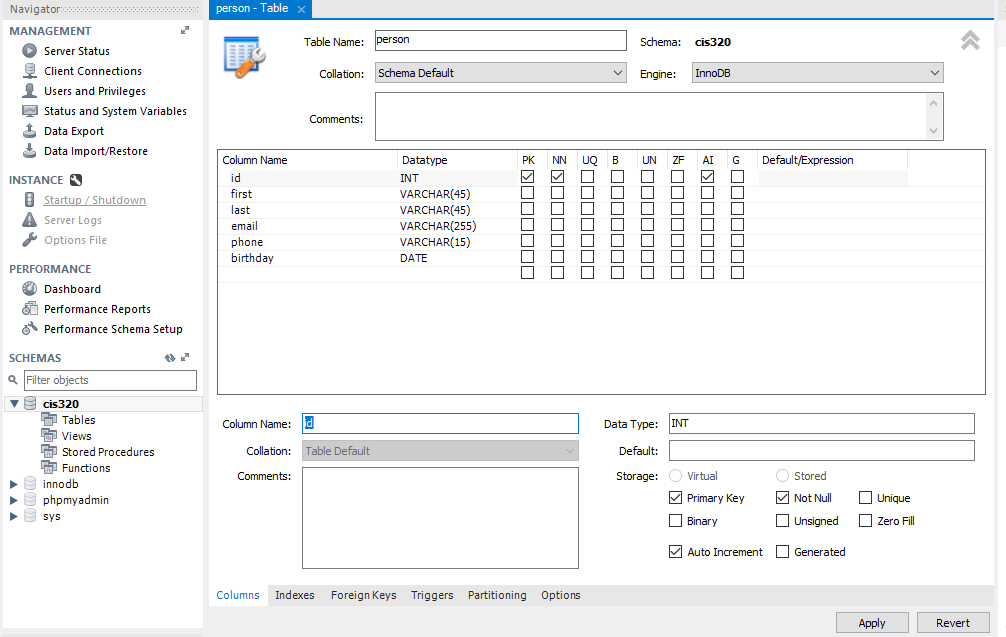 Navigator
MANAGEMENT
Server Status
Client Connections
Users and Privileges
Status and System Variables
Data Export
Data Import/Restore
INSTANCE
Startup / Shutdown
Server Logs
Options File
PERFORMANCE
Dashboard
Performance Reports
Performance Schema Setup
SCHEMAS
Filter objects
cis320
Tables
Views
Stored Procedures
Functions
innodb
phpmyadmin
sys
person - Table
Table Name: person Schema: cis320
Collation: Schema Default Engine: InnoDB
Comments:
Column Name Datatype PK NN UQ B UN ZF AI G Default/Expression
id INT
first VARCHAR(45)
last VARCHAR(45)
email VARCHAR(255)
phone VARCHAR(15)
birthday DATE
Column Name: id Data Type: INT
Collation: Table Default Default:
Comments: Storage: Virtual Stored
Primary Key Not Null Unique
Binary Unsigned Zero Fill
Auto Increment Generated
Columns Indexes Foreign Keys Triggers Partitioning Options
Apply Revert